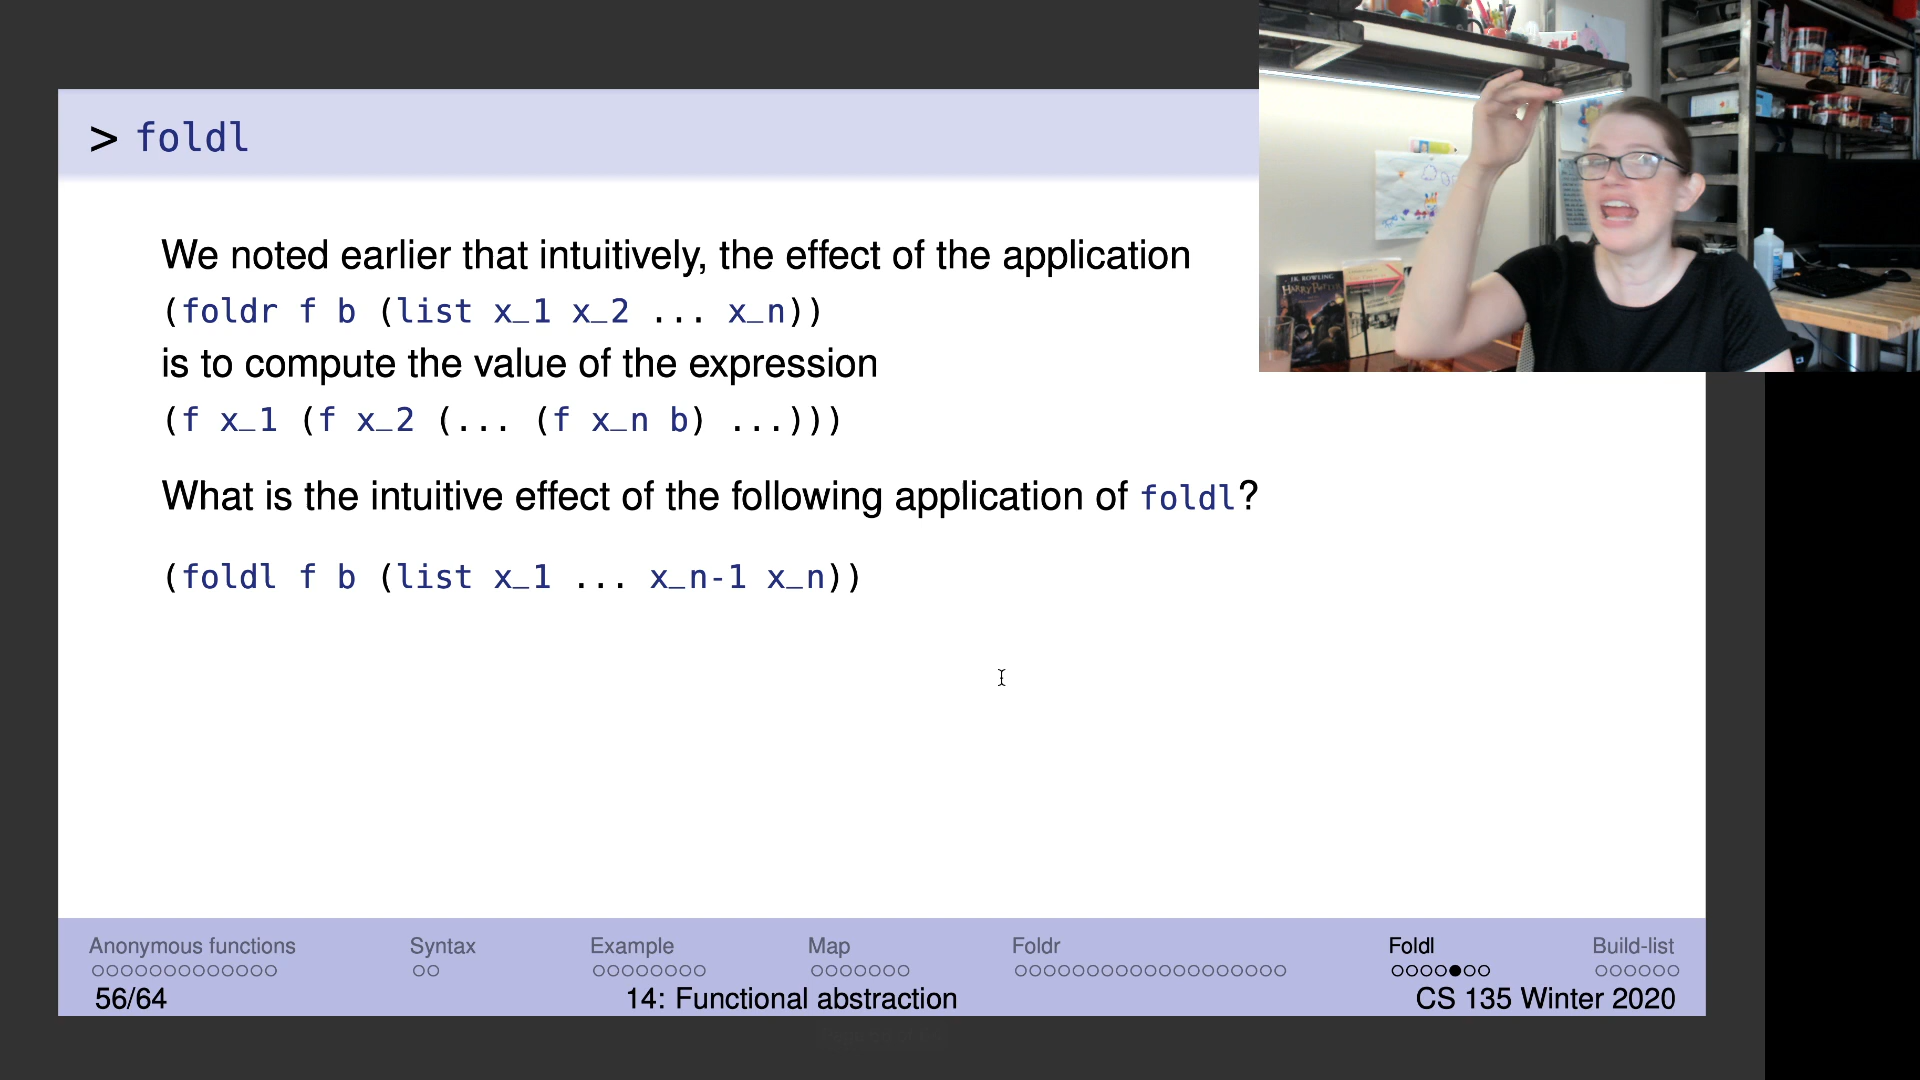 > foldl
We noted earlier that intuitively, the effect of the application
(foldr f b (list x_1 x_2 ... x_n))
is to compute the value of the expression
(f x_1 (f x_2 (... (f x_n b) ...)))
What is the intuitive effect of the following application of foldl?
(foldl f b (list x_1 ... x_n-1 x_n))
J.K. ROWLING
HARRY POTTER
Anonymous functions Syntax Example Map Foldr Foldl Build-list
56/64 14: Functional abstraction CS 135 Winter 2020